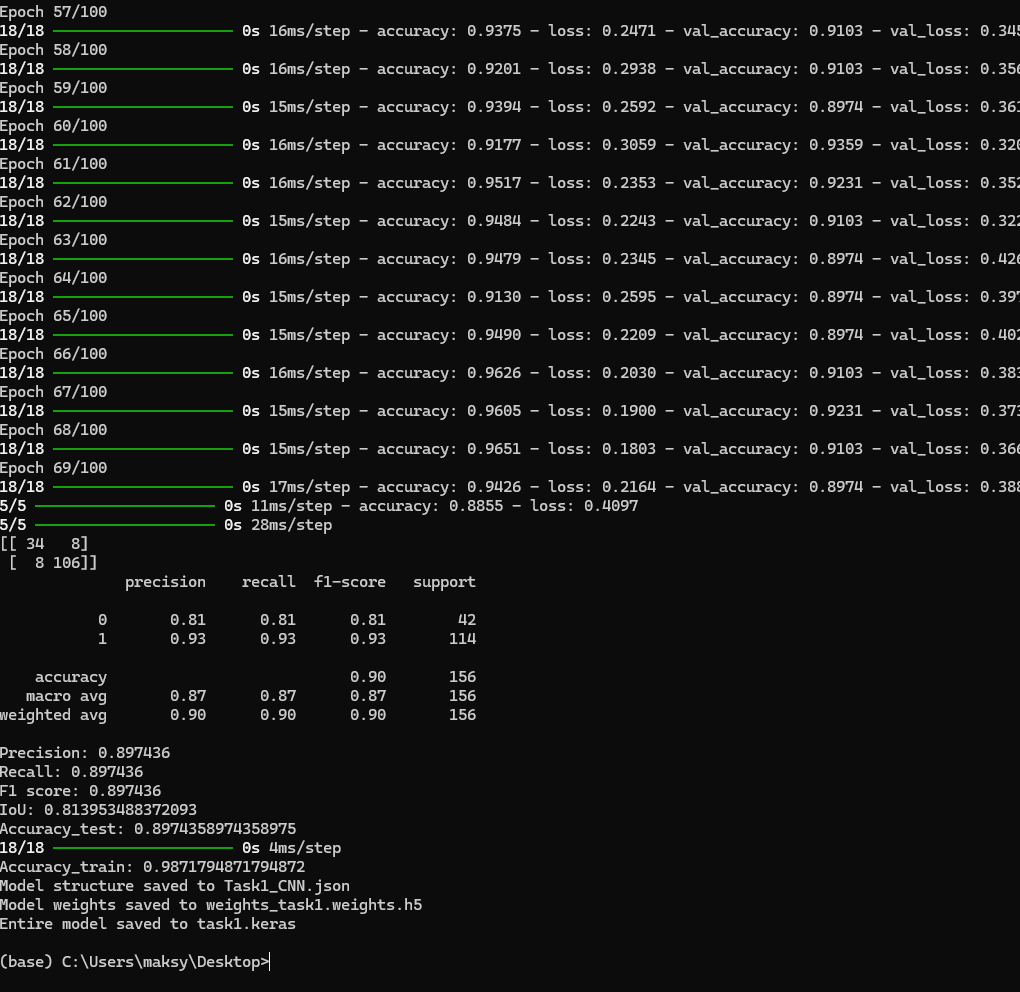 Epoch 57/100
18/18 ━━━━━━━━━━━━━━━━━━━━ 0s 16ms/step - accuracy: 0.9375 - loss: 0.2471 - val_accuracy: 0.9103 - val_loss: 0.345
Epoch 58/100
18/18 ━━━━━━━━━━━━━━━━━━━━ 0s 16ms/step - accuracy: 0.9201 - loss: 0.2938 - val_accuracy: 0.9103 - val_loss: 0.356
Epoch 59/100
18/18 ━━━━━━━━━━━━━━━━━━━━ 0s 15ms/step - accuracy: 0.9394 - loss: 0.2592 - val_accuracy: 0.8974 - val_loss: 0.361
Epoch 60/100
18/18 ━━━━━━━━━━━━━━━━━━━━ 0s 16ms/step - accuracy: 0.9177 - loss: 0.3059 - val_accuracy: 0.9359 - val_loss: 0.320
Epoch 61/100
18/18 ━━━━━━━━━━━━━━━━━━━━ 0s 16ms/step - accuracy: 0.9517 - loss: 0.2353 - val_accuracy: 0.9231 - val_loss: 0.352
Epoch 62/100
18/18 ━━━━━━━━━━━━━━━━━━━━ 0s 15ms/step - accuracy: 0.9484 - loss: 0.2243 - val_accuracy: 0.9103 - val_loss: 0.322
Epoch 63/100
18/18 ━━━━━━━━━━━━━━━━━━━━ 0s 16ms/step - accuracy: 0.9479 - loss: 0.2345 - val_accuracy: 0.8974 - val_loss: 0.426
Epoch 64/100
18/18 ━━━━━━━━━━━━━━━━━━━━ 0s 15ms/step - accuracy: 0.9130 - loss: 0.2595 - val_accuracy: 0.8974 - val_loss: 0.397
Epoch 65/100
18/18 ━━━━━━━━━━━━━━━━━━━━ 0s 15ms/step - accuracy: 0.9490 - loss: 0.2209 - val_accuracy: 0.8974 - val_loss: 0.402
Epoch 66/100
18/18 ━━━━━━━━━━━━━━━━━━━━ 0s 16ms/step - accuracy: 0.9626 - loss: 0.2030 - val_accuracy: 0.9103 - val_loss: 0.383
Epoch 67/100
18/18 ━━━━━━━━━━━━━━━━━━━━ 0s 15ms/step - accuracy: 0.9605 - loss: 0.1900 - val_accuracy: 0.9231 - val_loss: 0.373
Epoch 68/100
18/18 ━━━━━━━━━━━━━━━━━━━━ 0s 15ms/step - accuracy: 0.9651 - loss: 0.1803 - val_accuracy: 0.9103 - val_loss: 0.366
Epoch 69/100
18/18 ━━━━━━━━━━━━━━━━━━━━ 0s 17ms/step - accuracy: 0.9426 - loss: 0.2164 - val_accuracy: 0.8974 - val_loss: 0.388
5/5 ━━━━━━━━━━━━━━━━━━━━ 0s 11ms/step - accuracy: 0.8855 - loss: 0.4097
5/5 ━━━━━━━━━━━━━━━━━━━━ 0s 28ms/step
[[ 34   8]
 [  8 106]]
              precision    recall  f1-score   support
           0       0.81      0.81      0.81        42
           1       0.93      0.93      0.93       114
    accuracy                           0.90       156
   macro avg       0.87      0.87      0.87       156
weighted avg       0.90      0.90      0.90       156
Precision: 0.897436
Recall: 0.897436
F1 score: 0.897436
IoU: 0.813953488372093
Accuracy_test: 0.8974358974358975
18/18 ━━━━━━━━━━━━━━━━━━━━ 0s 4ms/step
Accuracy_train: 0.9871794871794872
Model structure saved to Task1_CNN.json
Model weights saved to weights_task1.weights.h5
Entire model saved to task1.keras
(base) C:\Users\maksy\Desktop>